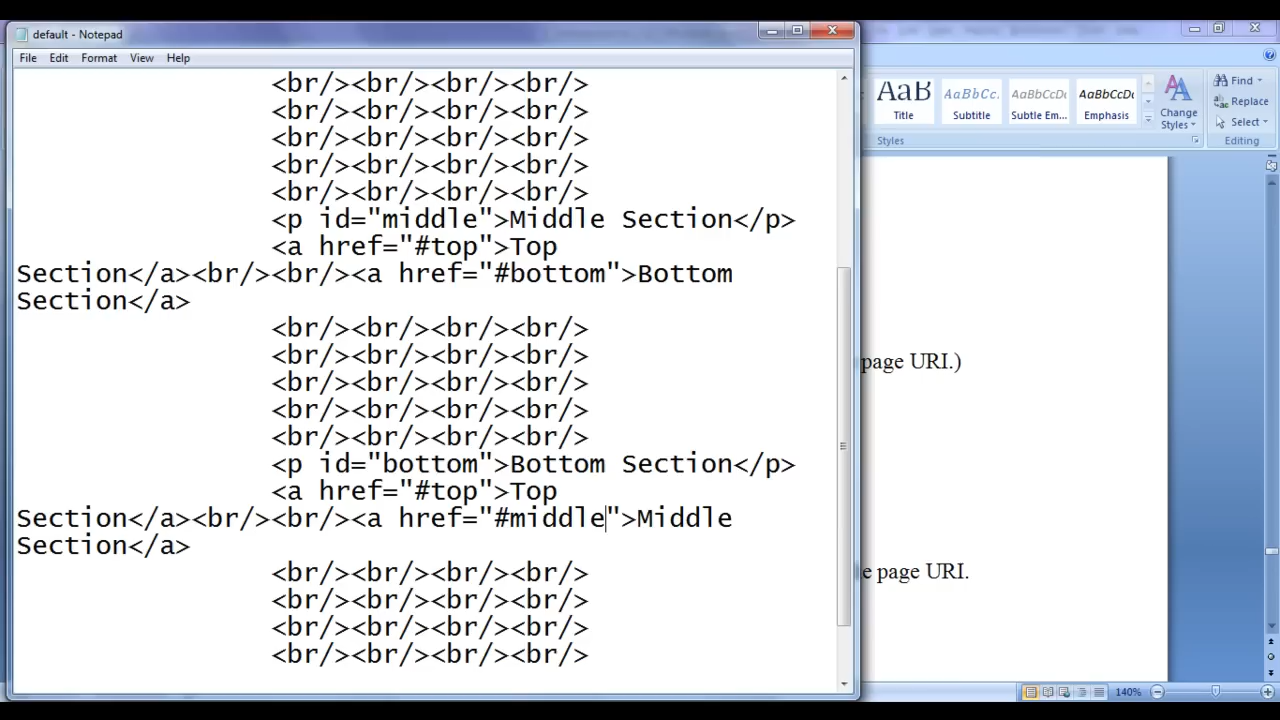 default - Notepad
File Edit Format View Help
<br/><br/><br/><br/>
<br/><br/><br/><br/>
<br/><br/><br/><br/>
<br/><br/><br/><br/>
<br/><br/><br/><br/>
<p id="middle">Middle Section</p>
<a href="#top">Top
Section</a><br/><br/><a href="#bottom">Bottom
Section</a>
<br/><br/><br/><br/>
<br/><br/><br/><br/>
<br/><br/><br/><br/>
<br/><br/><br/><br/>
<br/><br/><br/><br/>
<p id="bottom">Bottom Section</p>
<a href="#top">Top
Section</a><br/><br/><a href="#middle">Middle
Section</a>
<br/><br/><br/><br/>
<br/><br/><br/><br/>
<br/><br/><br/><br/>
<br/><br/><br/><br/>
AaB AaBbCc. AaBbCcDc AaBbCcDc
Title Subtitle Subtle Em... Emphasis
Change
Styles
Find
Replace
Select
Styles Editing
page URI.)
e page URI.
140%